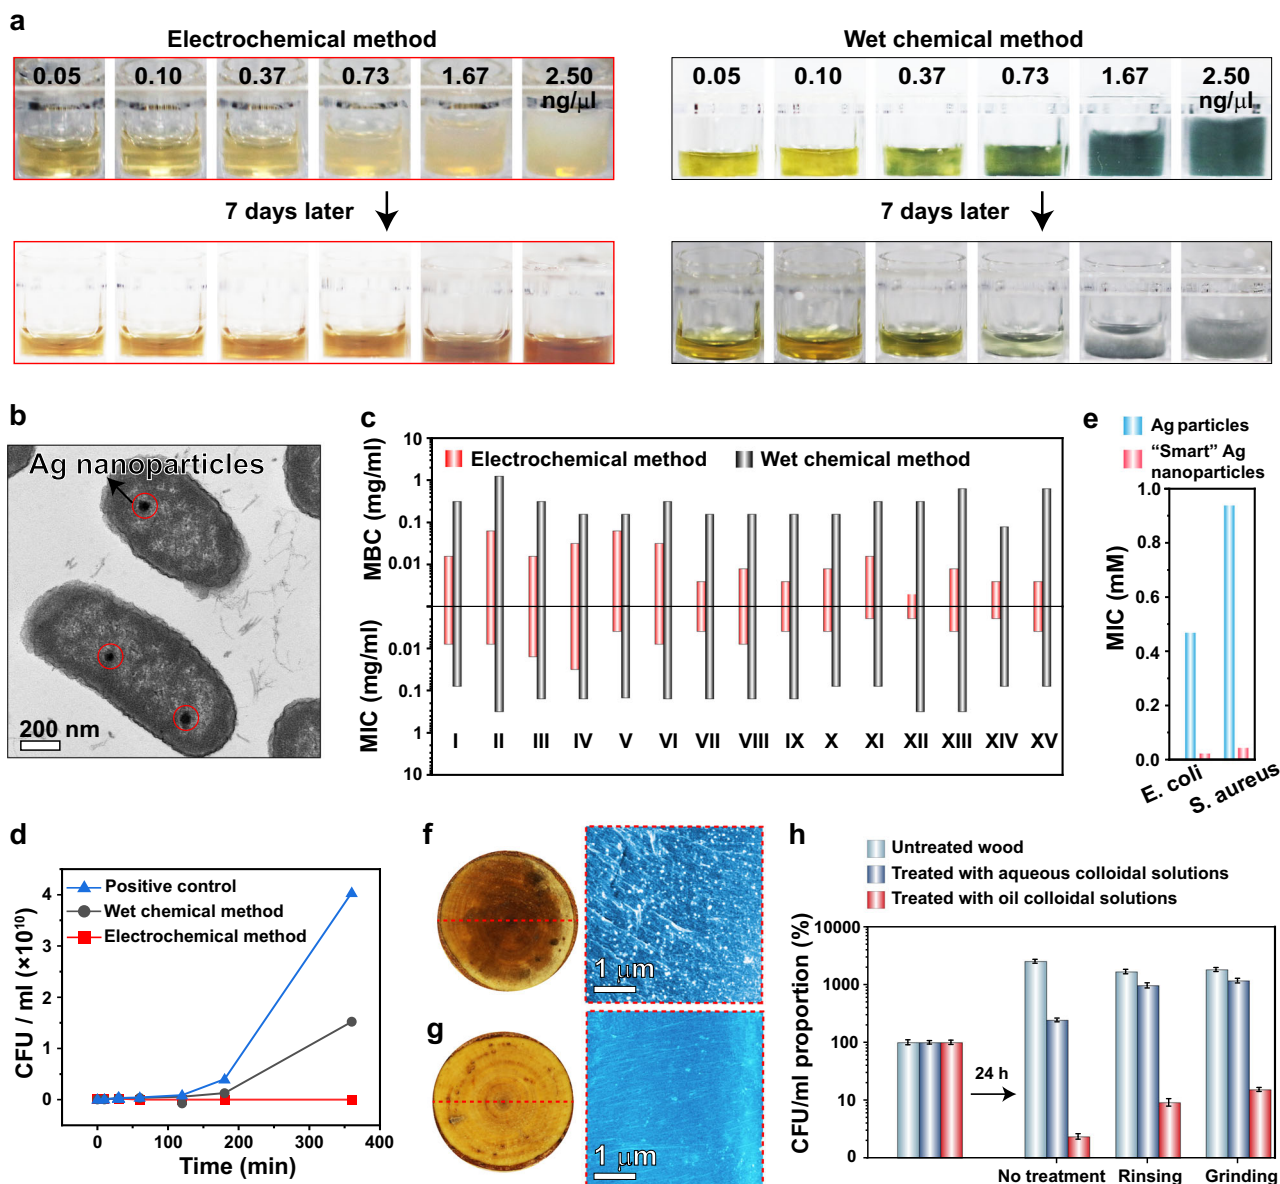 a
Electrochemical method
0.05 0.10 0.37 0.73 1.67 2.50
ng/µl
7 days later
Wet chemical method
0.05 0.10 0.37 0.73 1.67 2.50
ng/µl
7 days later
b
Ag nanoparticles
200 nm
c
Electrochemical method
Wet chemical method
MBC (mg/ml)
MIC (mg/ml)
10
1
0.1
0.01
0.01
0.1
1
10
I II III IV V VI VII VIII IX X XI XII XIII XIV XV
e
Ag particles
“Smart” Ag
nanoparticles
MIC (mM)
1.0
0.8
0.6
0.4
0.2
0.0
E. coli
S. aureus
d
Positive control
Wet chemical method
Electrochemical method
CFU / ml (×10¹⁰)
4
3
2
1
0
0 100 200 300 400
Time (min)
f
1 µm
g
1 µm
h
Untreated wood
Treated with aqueous colloidal solutions
Treated with oil colloidal solutions
CFU/ml proportion (%)
10000
1000
100
10
0
24 h
No treatment Rinsing Grinding